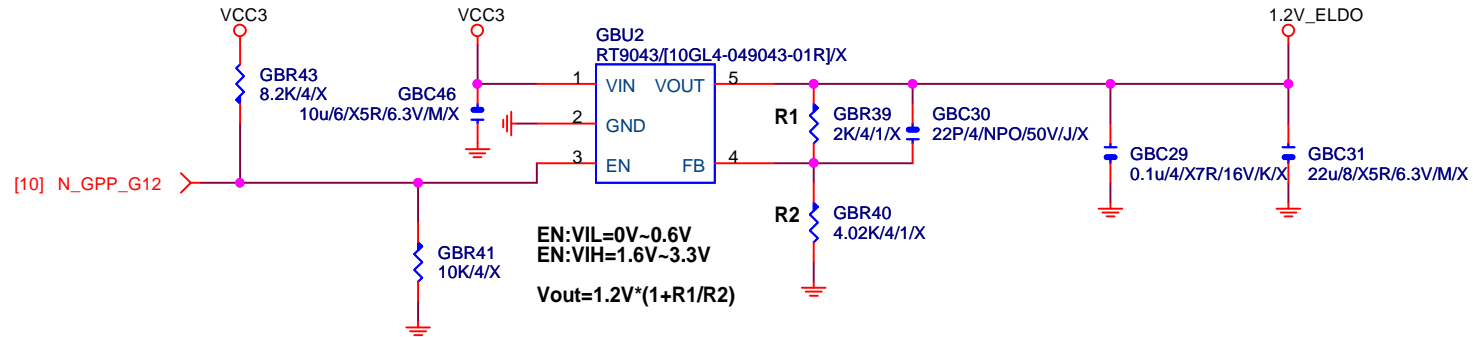 VCC3
VCC3
1.2V_ELDO
GBU2
RT9043/[10GL4-049043-01R]/X
GBR43
8.2K/4/X
GBC46
10u/6/X5R/6.3V/M/X
1
VIN
VOUT
5
2
GND
3
EN
FB
4
R1
GBR39
2K/4/1/X
GBC30
22P/4/NPO/50V/J/X
GBC29
0.1u/4/X7R/16V/K/X
GBC31
22u/8/X5R/6.3V/M/X
[10] N_GPP_G12
R2
GBR40
4.02K/4/1/X
GBR41
10K/4/X
EN:VIL=0V~0.6V
EN:VIH=1.6V~3.3V
Vout=1.2V*(1+R1/R2)